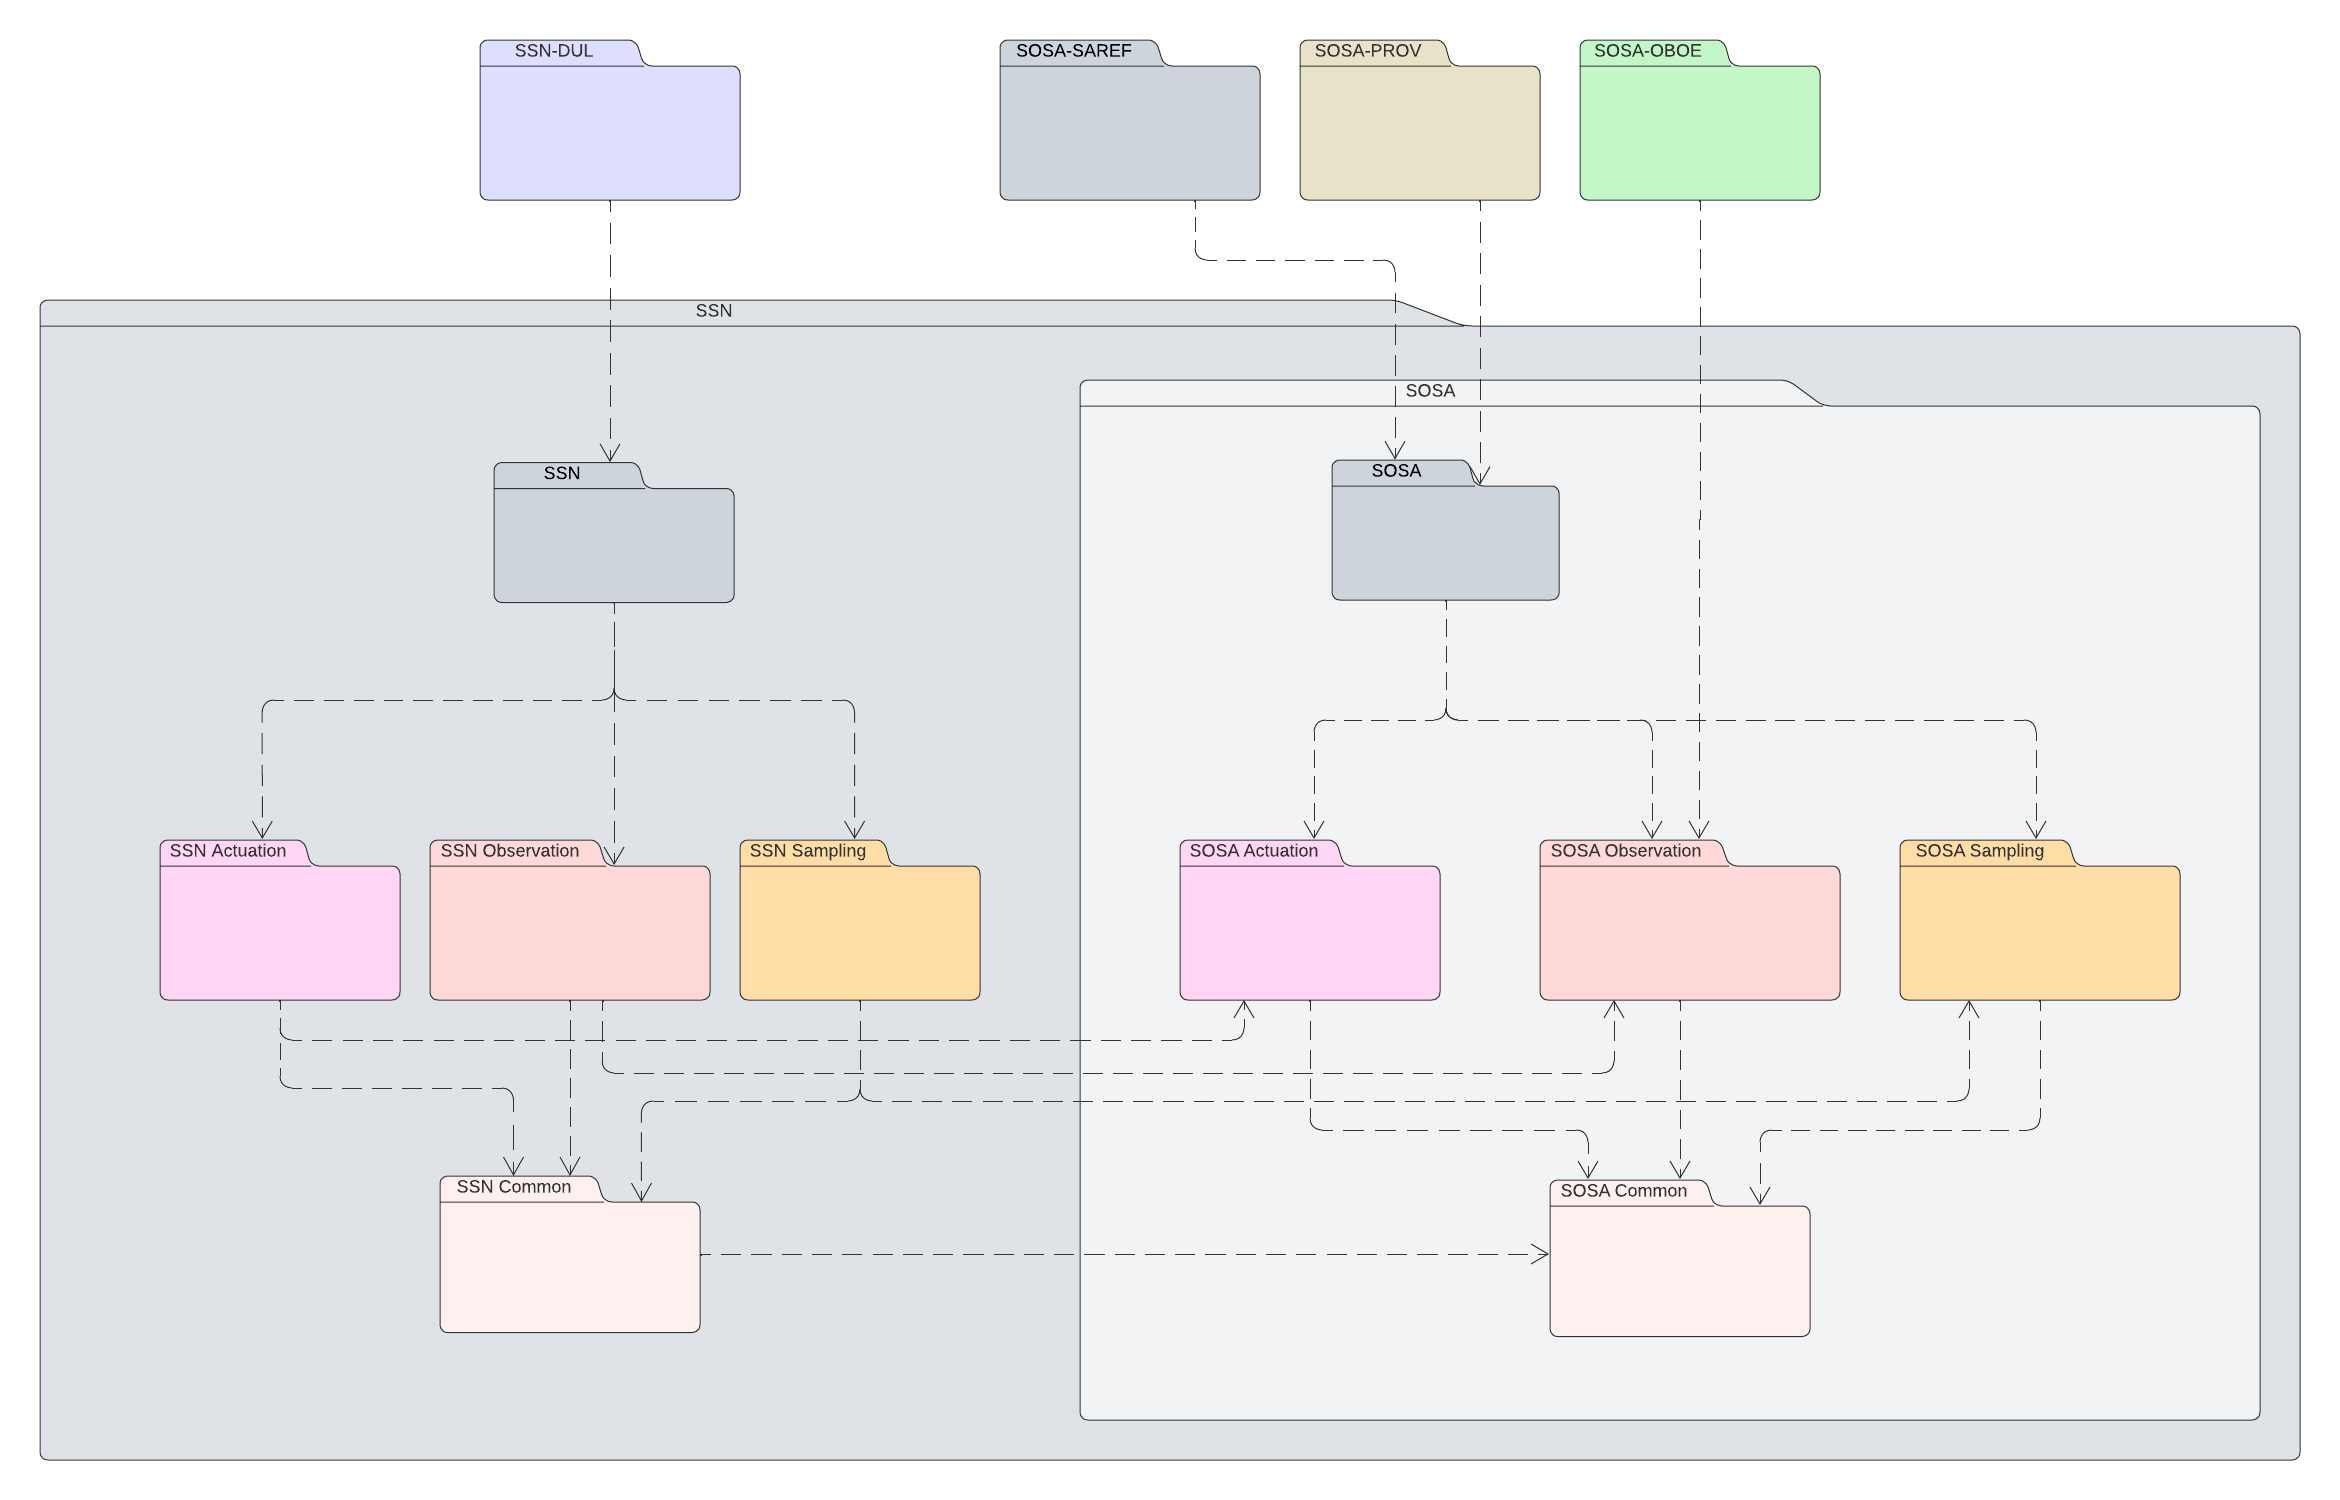 SSN-DUL
SOSA-SAREF
SOSA-PROV
SOSA-OBOE
SSN
SOSA
SSN
SOSA
SSN Actuation
SSN Observation
SSN Sampling
SOSA Actuation
SOSA Observation
SOSA Sampling
SSN Common
SOSA Common